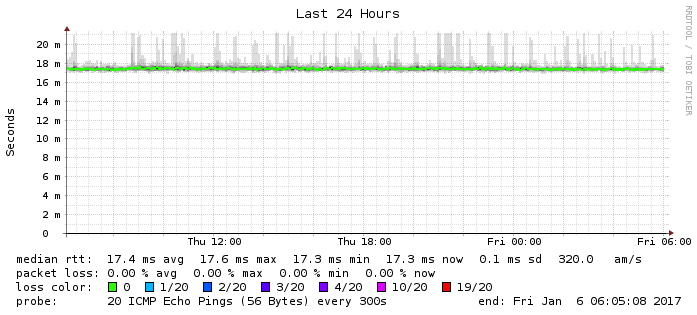 Last 24 Hours
RRDTOOL / TOBI OETIKER
Seconds
20 m
18 m
16 m
14 m
12 m
10 m
8 m
6 m
4 m
2 m
0
Thu 12:00 Thu 18:00 Fri 00:00 Fri 06:00
median rtt: 17.4 ms avg 17.6 ms max 17.3 ms min 17.3 ms now 0.1 ms sd 320.0 am/s
packet loss: 0.00 % avg 0.00 % max 0.00 % min 0.00 % now
loss color: 0 1/20 2/20 3/20 4/20 10/20 19/20
probe: 20 ICMP Echo Pings (56 Bytes) every 300s end: Fri Jan 6 06:05:08 2017